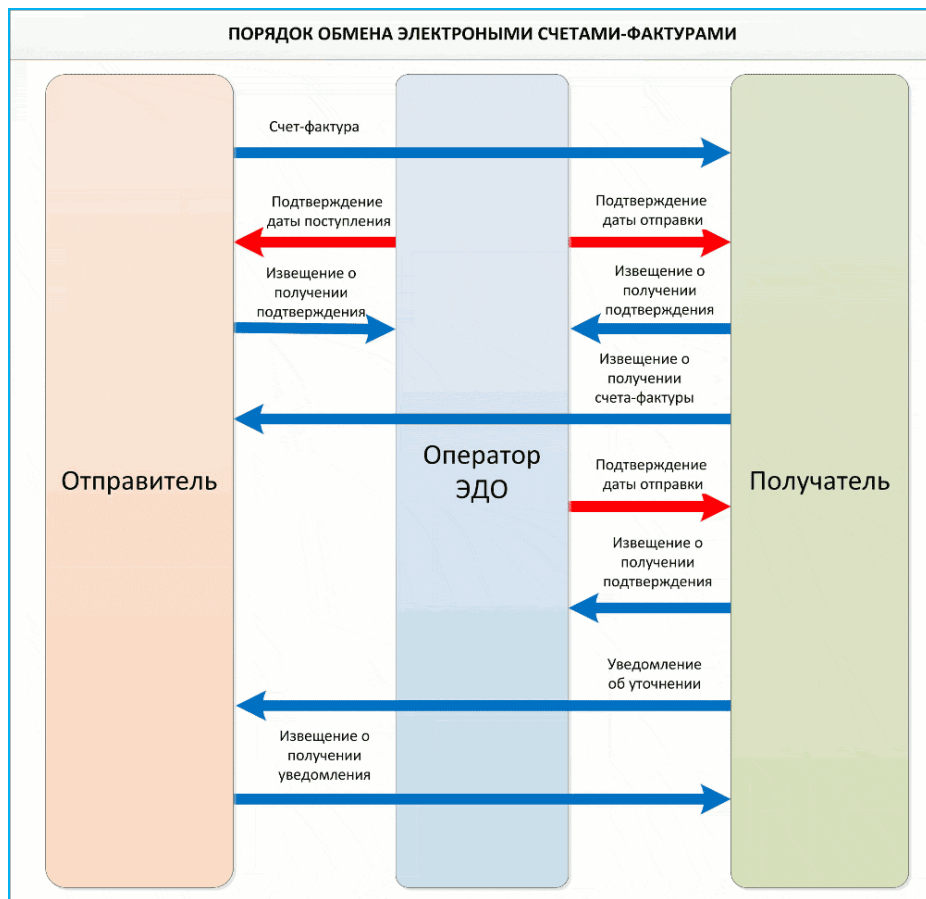 ПОРЯДОК ОБМЕНА ЭЛЕКТРОНЫМИ СЧЕТАМИ-ФАКТУРАМИ
Счет-фактура
Подтверждение
даты поступления
Подтверждение
даты отправки
Извещение о
получении
подтверждения
Извещение о
получении
подтверждения
Извещение о
получении
счета-фактуры
Отправитель
Оператор
ЭДО
Получатель
Подтверждение
даты отправки
Извещение о
получении
подтверждения
Уведомление
об уточнении
Извещение о
получении
уведомления